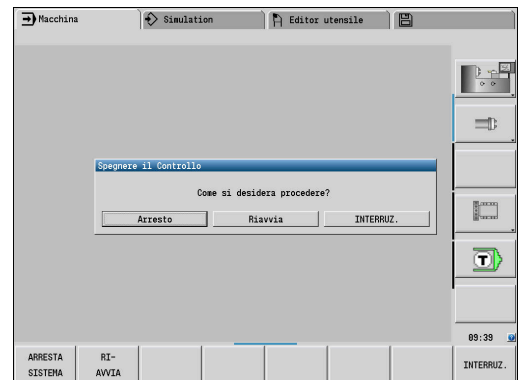 Macchina
Simulation
Editor utensile
Spegnere il Controllo
Come si desidera procedere?
Arresto
Riavvia
INTERRUZ.
T
09:39
ARRESTA
SISTEMA
RI-
AVVIA
INTERRUZ.